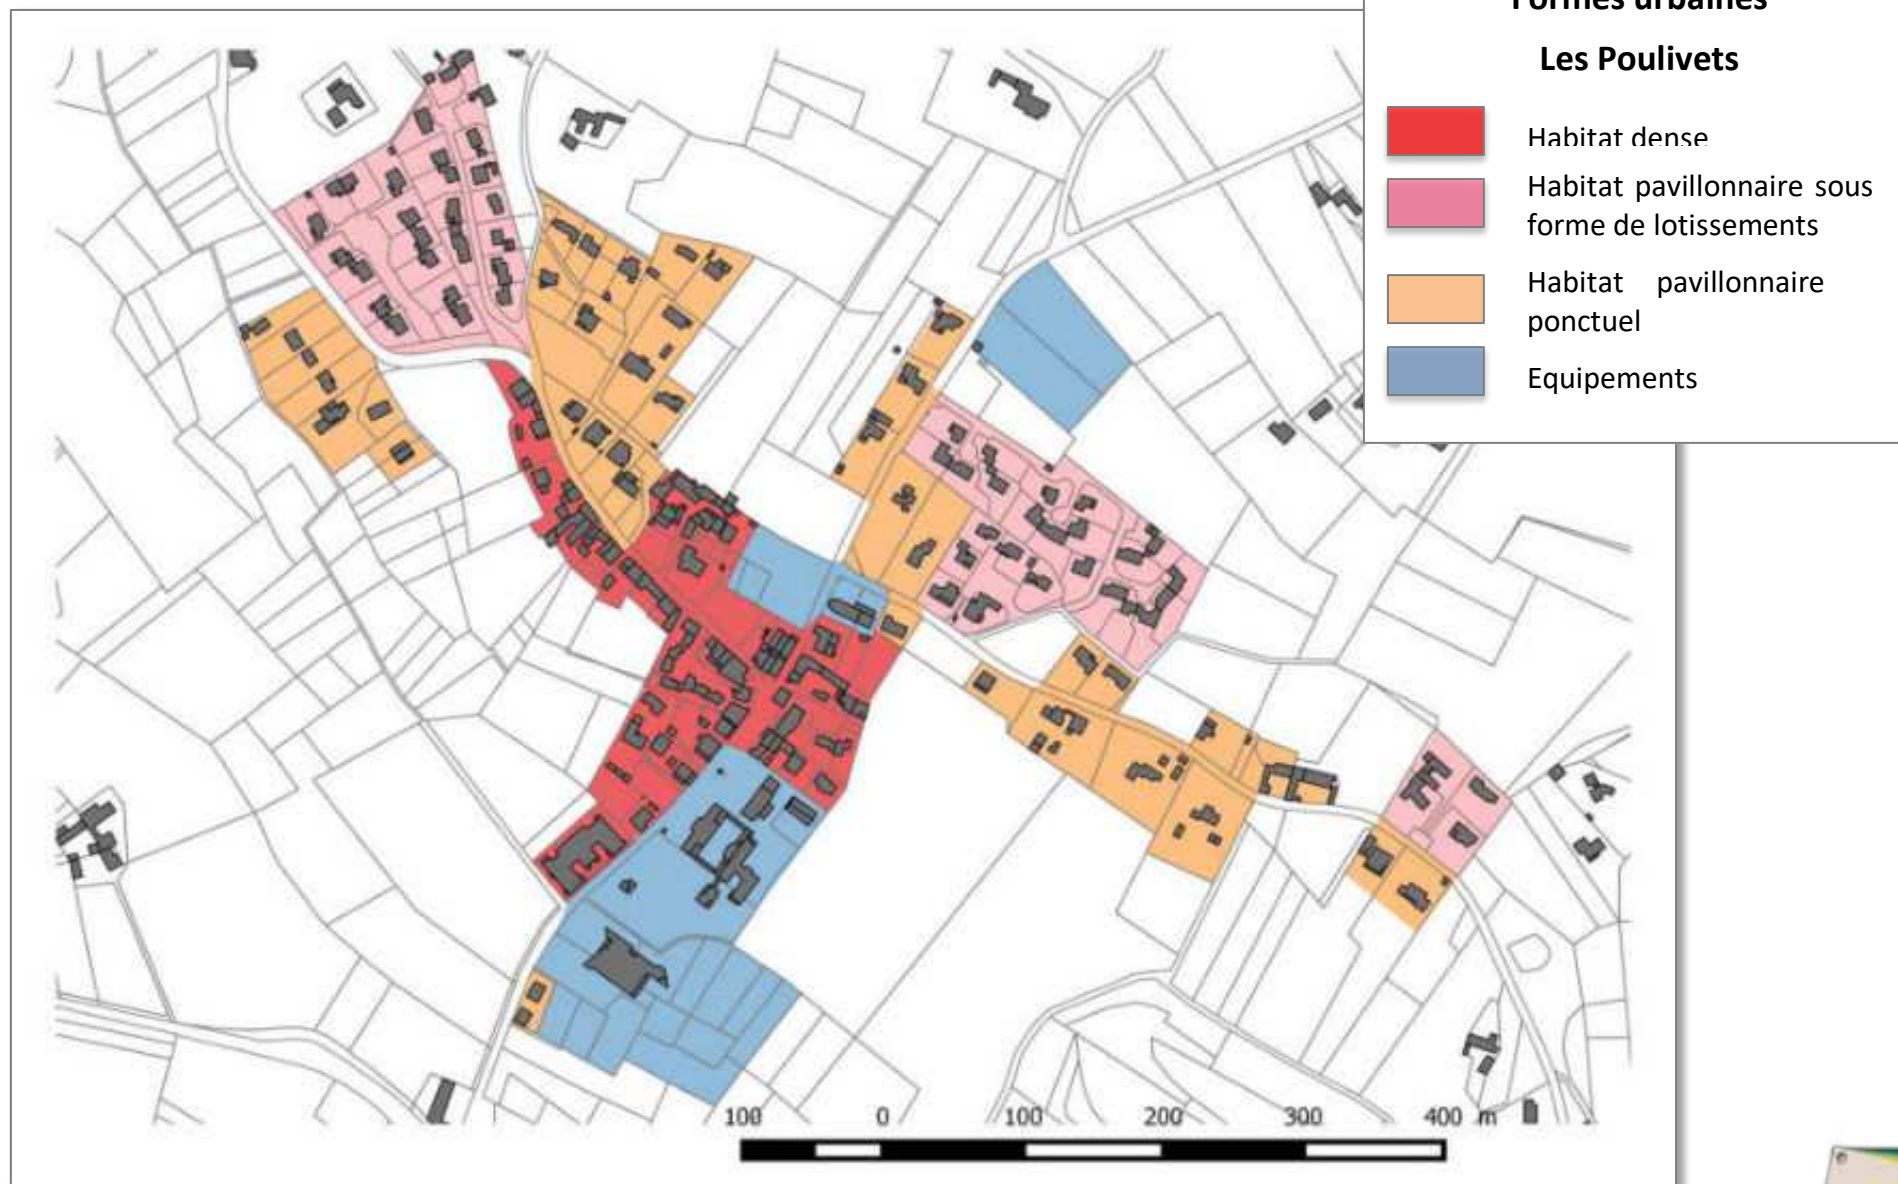 Formes urbaines
Les Poulivets
Habitat dense
Habitat pavillonnaire sous
forme de lotissements
Habitat pavillonnaire
ponctuel
Equipements
100 0 100 200 300 400 m